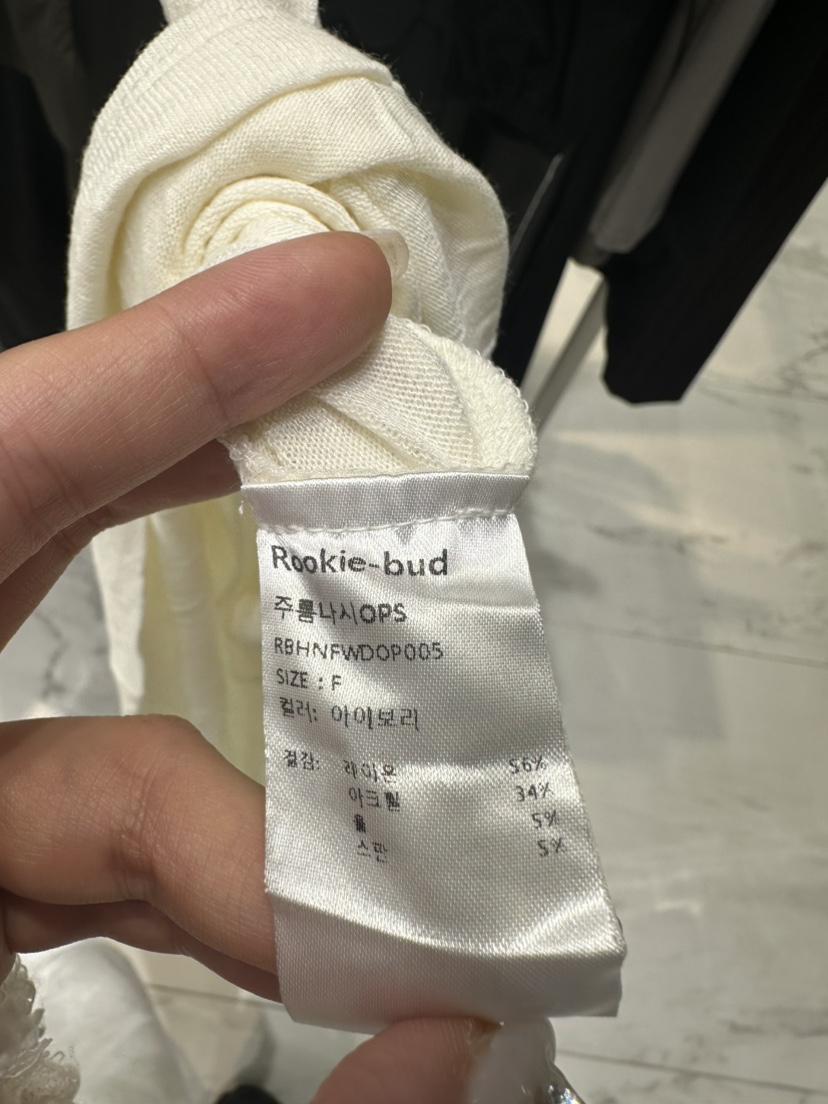 Rookie-bud
주름나시OPS
RBHNFWDOP005
SIZE : F
컬러: 아이보리
겉감: 레이온 56%
아크릴 34%
울 5%
스판 5%